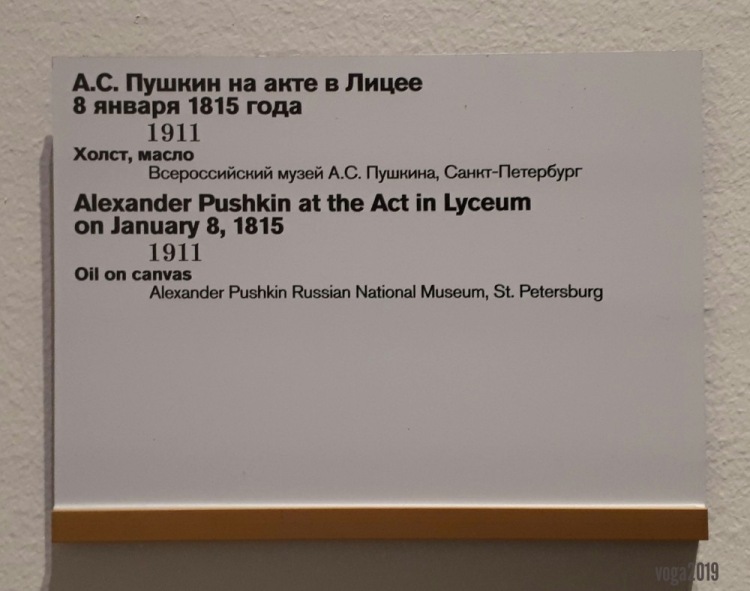 А.С. Пушкин на акте в Лицее
8 января 1815 года
1911
Холст, масло
Всероссийский музей А.С. Пушкина, Санкт-Петербург
Alexander Pushkin at the Act in Lyceum
on January 8, 1815
1911
Oil on canvas
Alexander Pushkin Russian National Museum, St. Petersburg
voga2019